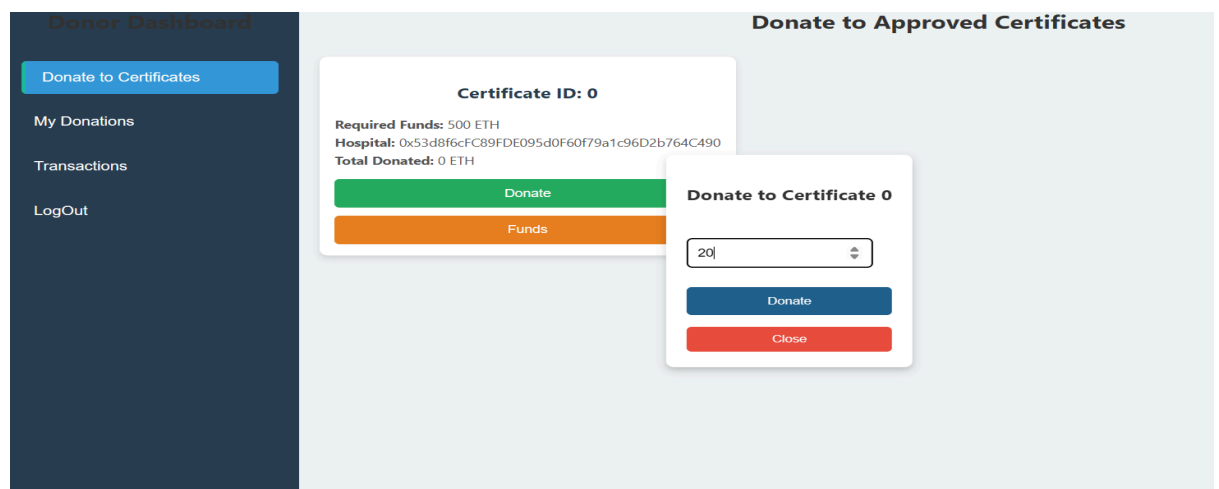 Donor Dashboard
Donate to Certificates
My Donations
Transactions
LogOut
Donate to Approved Certificates
Certificate ID: 0
Required Funds: 500 ETH
Hospital: 0x53d8f6cFC89FDE095d0F60f79a1c96D2b764C490
Total Donated: 0 ETH
Donate
Funds
Donate to Certificate 0
20
Donate
Close